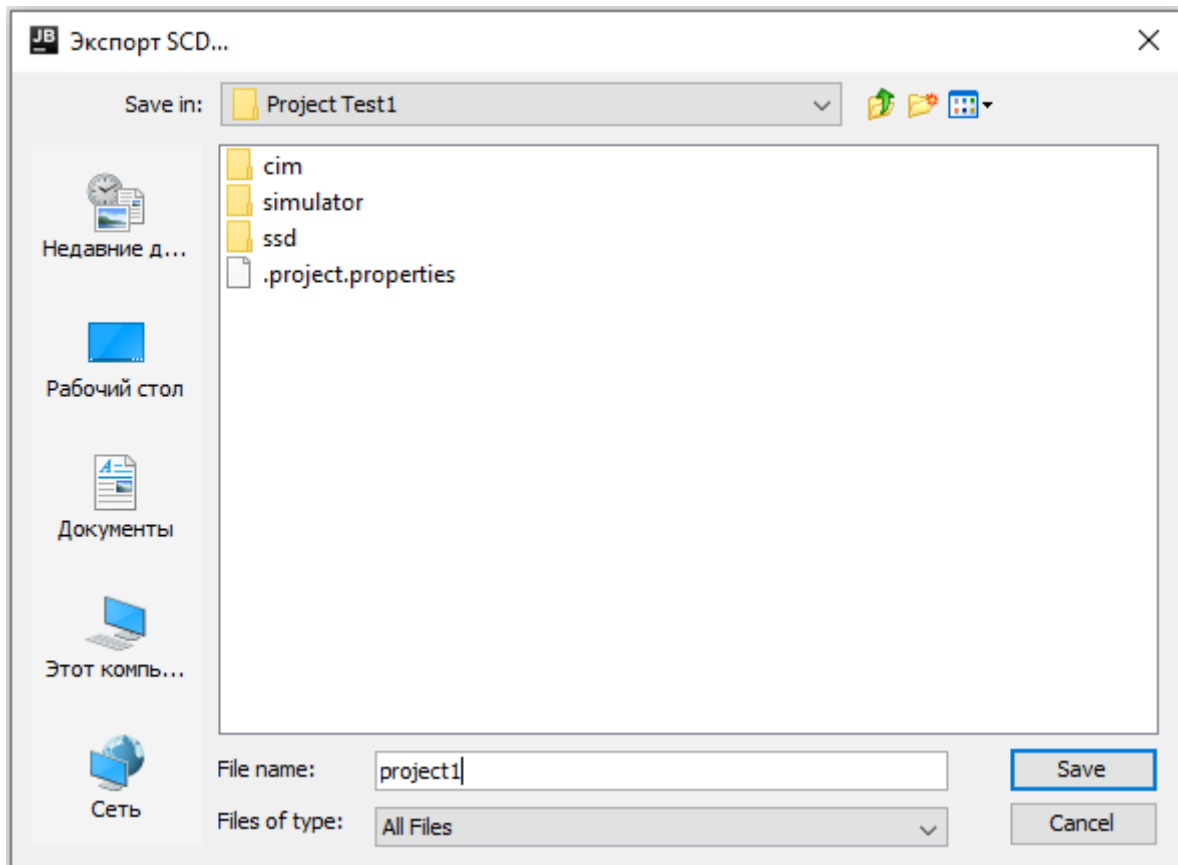 JB
Экспорт SCD...
Save in:
Project Test1
Недавние д...
Рабочий стол
Документы
Этот компь...
Сеть
cim
simulator
ssd
.project.properties
File name:
project1
Save
Files of type:
All Files
Cancel